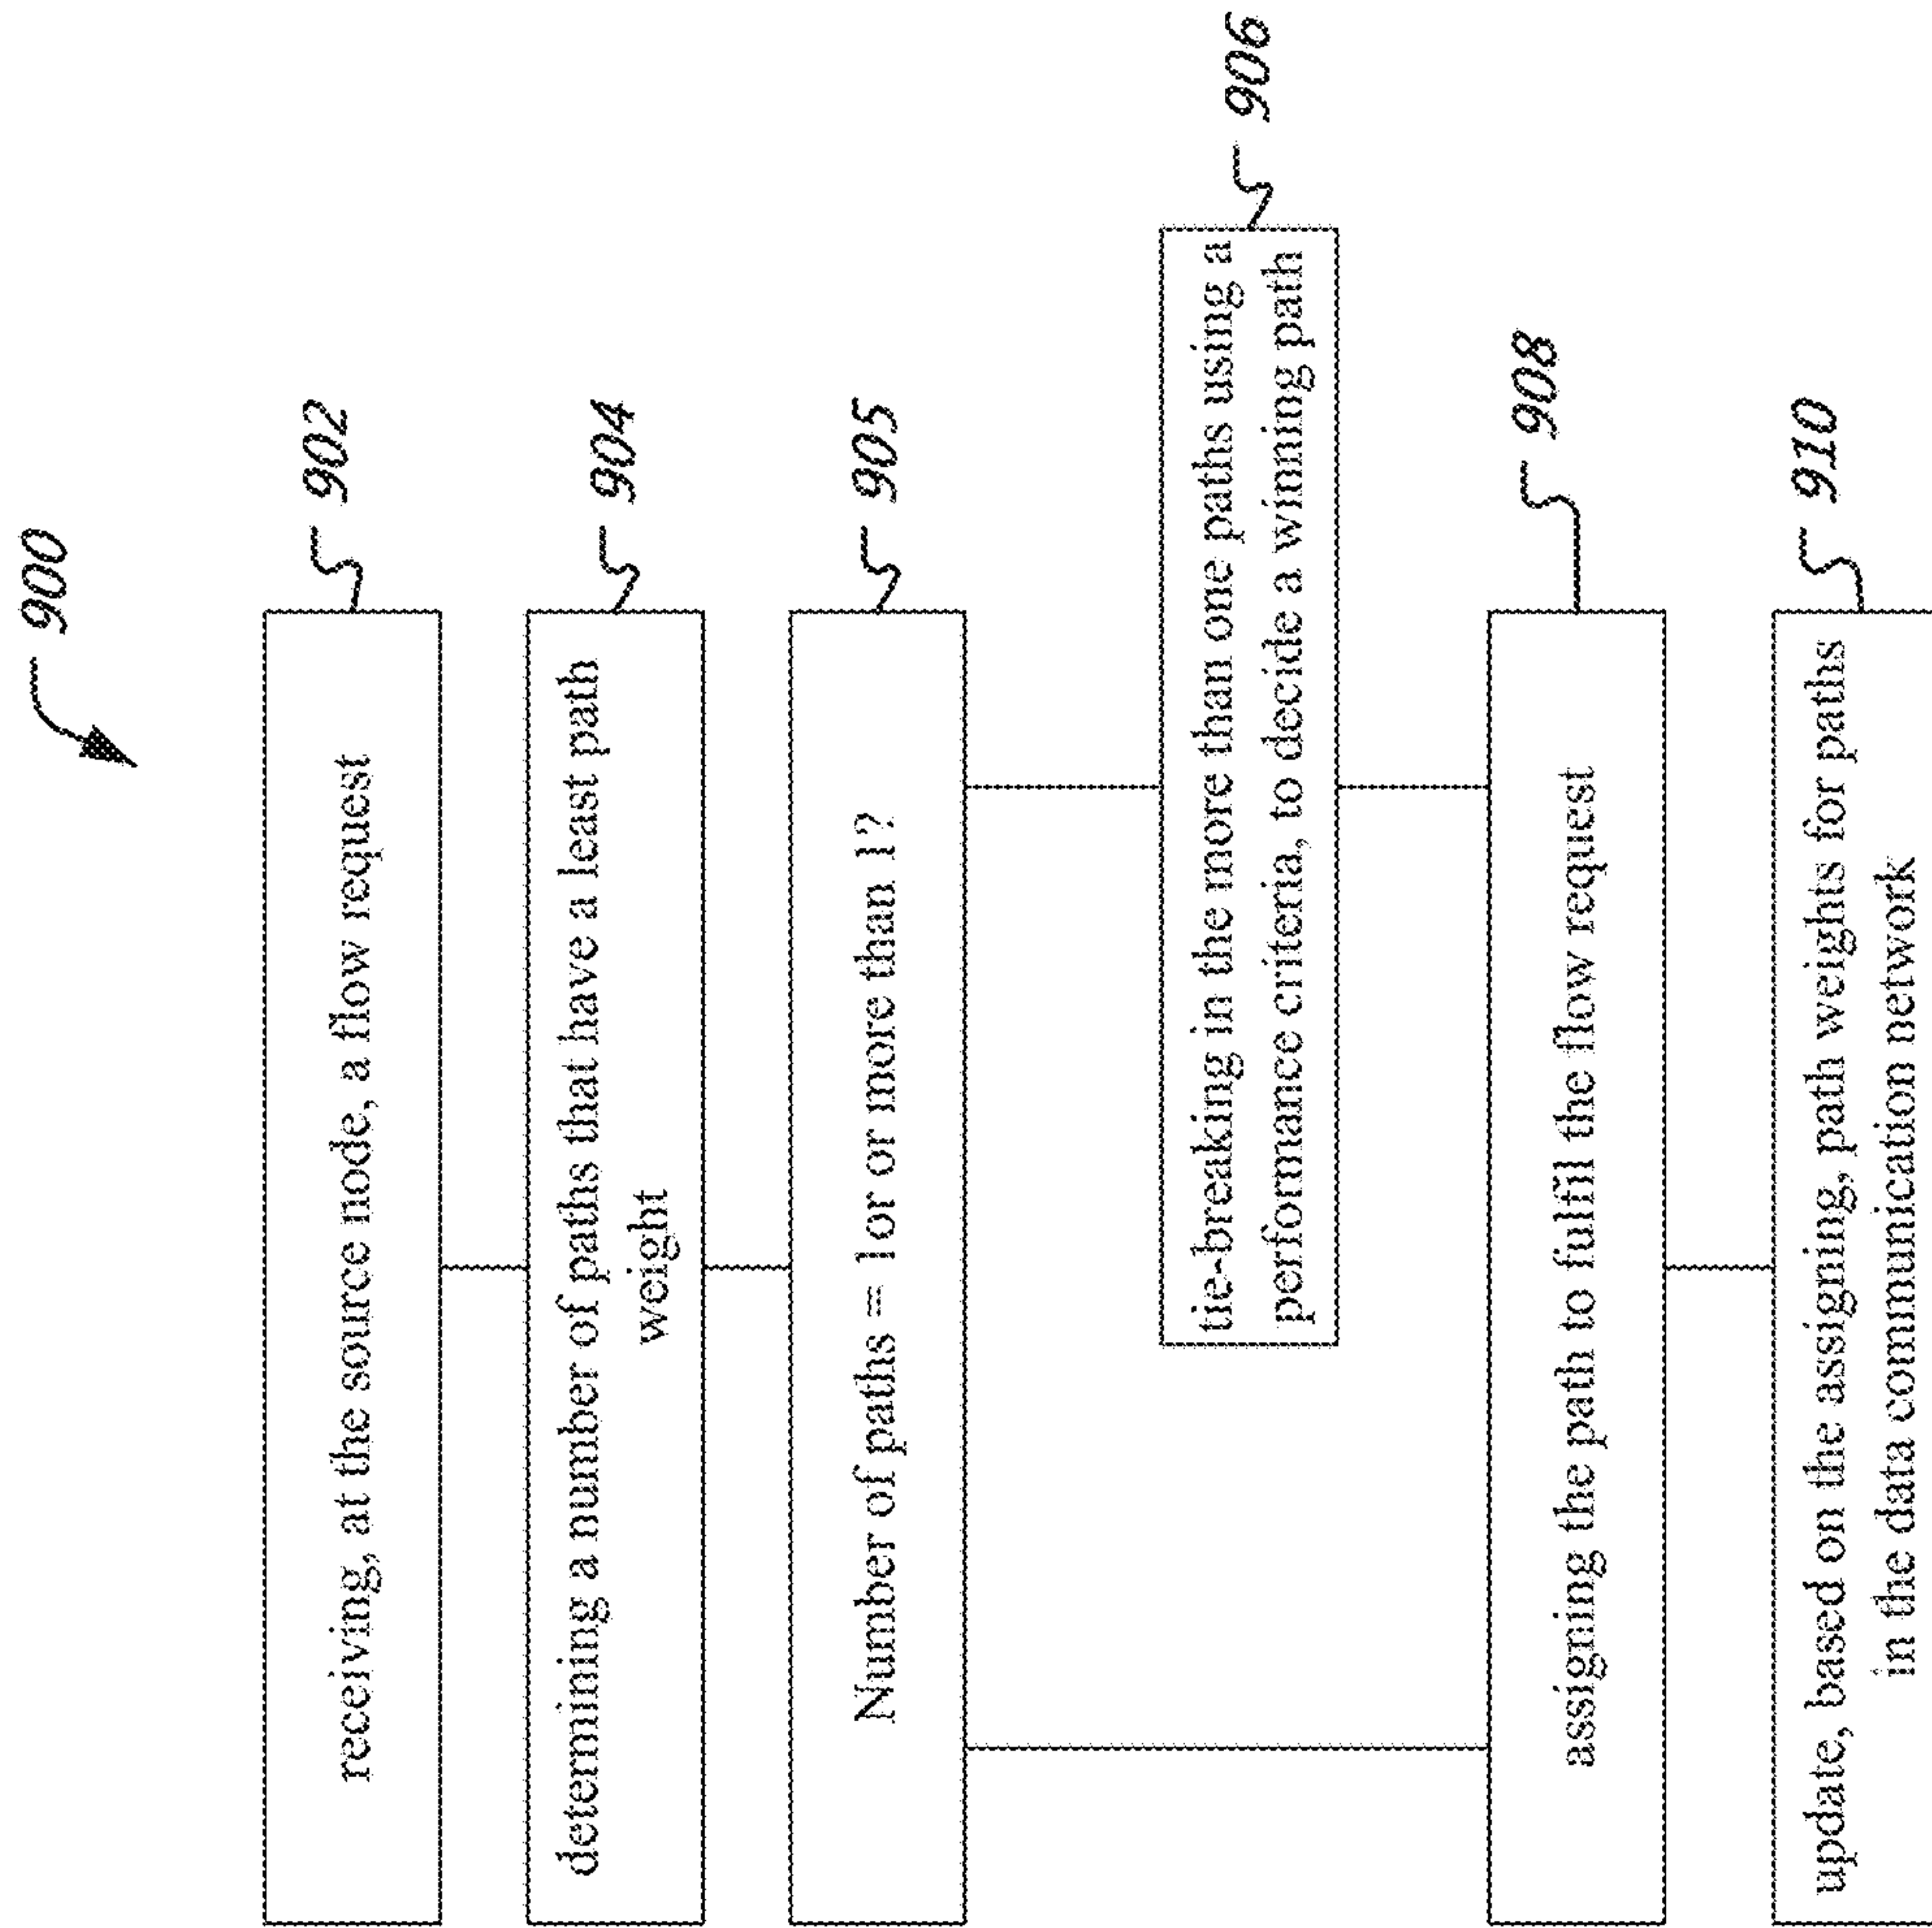 900
receiving, at the source node, a flow request
902
determining a number of paths that have a least path
weight
904
Number of paths = 1or or more than 1?
905
tie-breaking in the more than one paths using a
performance criteria, to decide a winning path
906
assigning the path to fulfil the flow request
908
update, based on the assigning, path weights for paths
in the data communication network
910